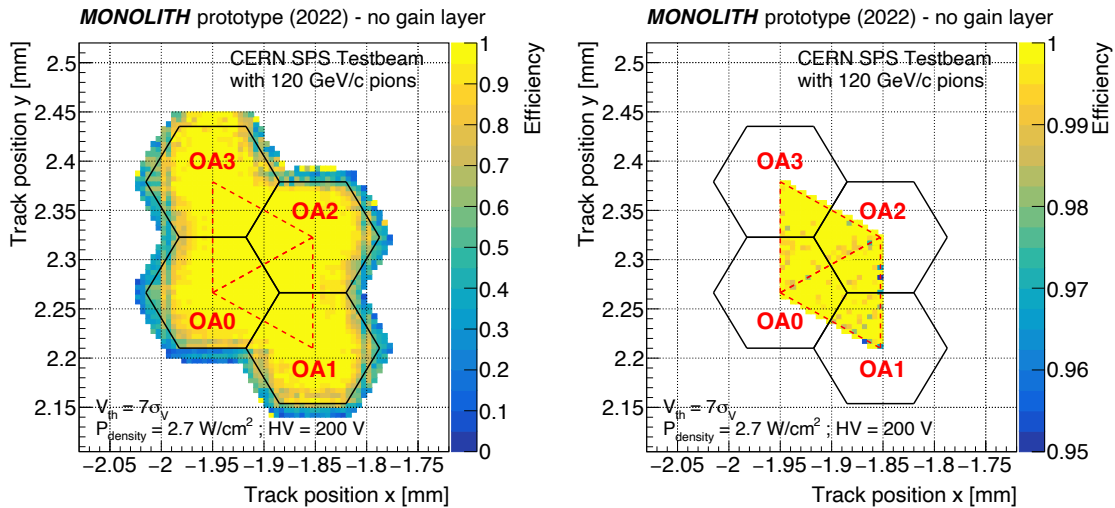 MONOLITH prototype (2022) - no gain layer
Track position y [mm]
2.5
2.45
2.4
2.35
2.3
2.25
2.2
2.15
CERN SPS Testbeam
with 120 GeV/c pions
OA3
OA2
OA0
OA1
V_th = 7σ_V
P_density = 2.7 W/cm² ; HV = 200 V
−2.05 −2 −1.95 −1.9 −1.85 −1.8 −1.75
Track position x [mm]
1
0.9
0.8
0.7
0.6
0.5
0.4
0.3
0.2
0.1
0
Efficiency
MONOLITH prototype (2022) - no gain layer
Track position y [mm]
2.5
2.45
2.4
2.35
2.3
2.25
2.2
2.15
CERN SPS Testbeam
with 120 GeV/c pions
OA3
OA2
OA0
OA1
V_th = 7σ_V
P_density = 2.7 W/cm² ; HV = 200 V
−2.05 −2 −1.95 −1.9 −1.85 −1.8 −1.75
Track position x [mm]
1
0.99
0.98
0.97
0.96
0.95
Efficiency